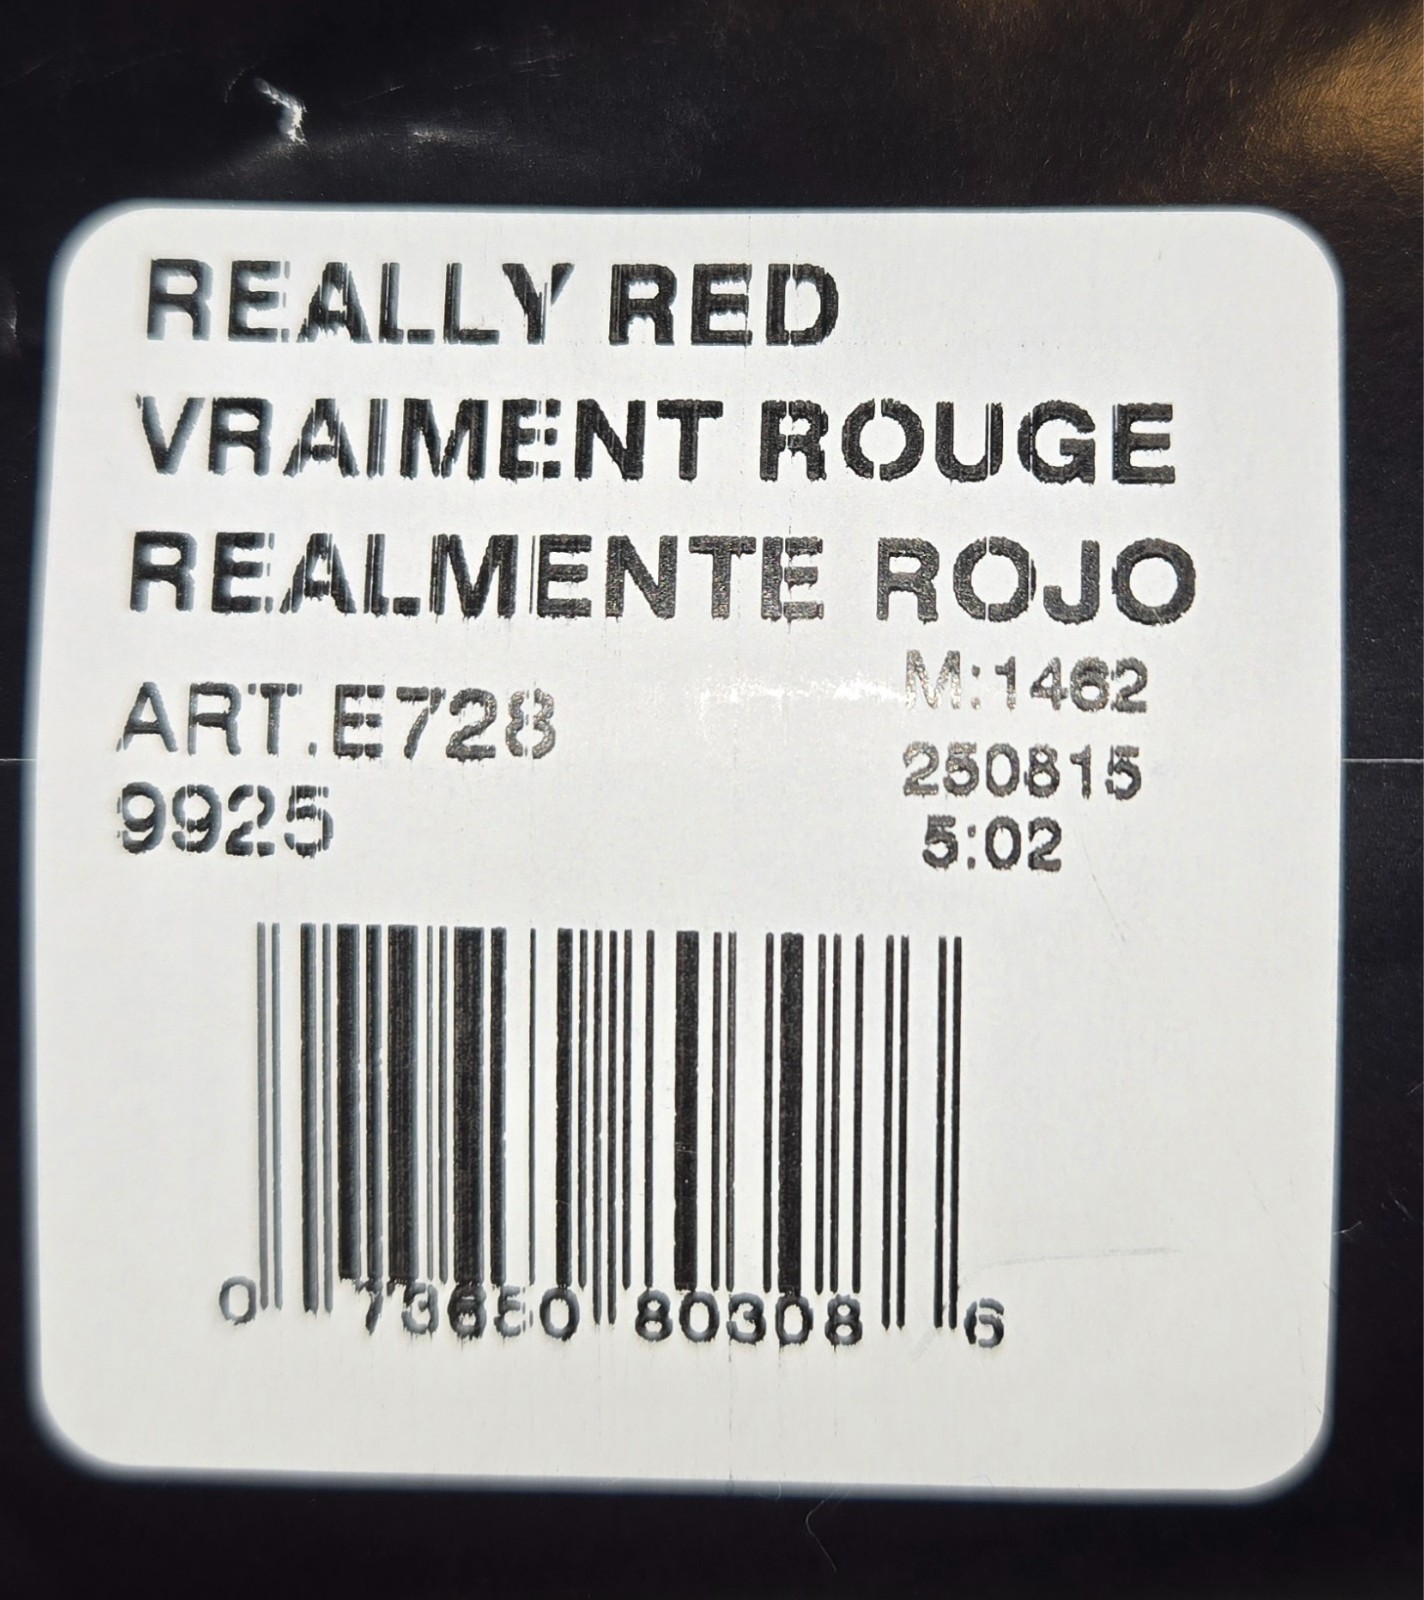 REALLY RED
VRAIMENT ROUGE
REALMENTE ROJO
M:1462
ART.E728
250815
9925
5:02
0 73650 80308 6